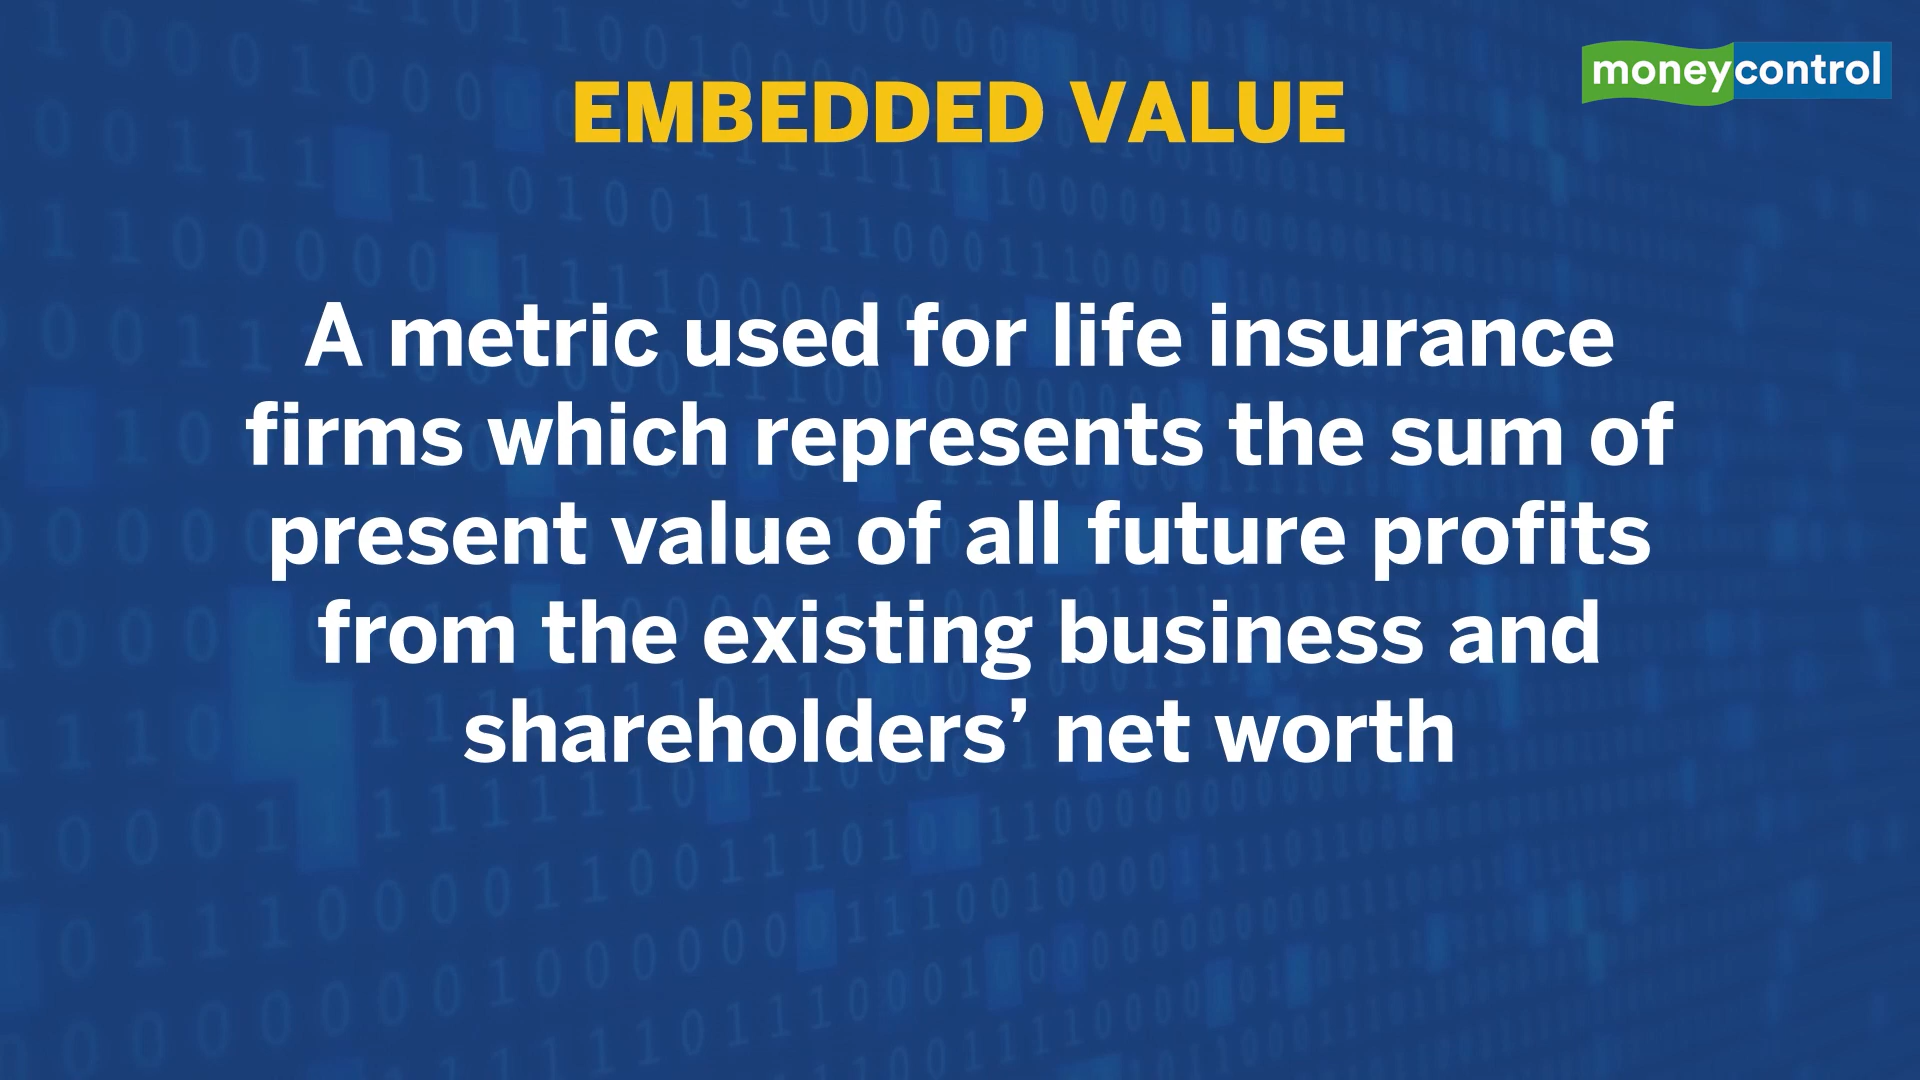 EMBEDDED VALUE
moneycontrol
A metric used for life insurance
firms which represents the sum of
present value of all future profits
from the existing business and
shareholders’ net worth